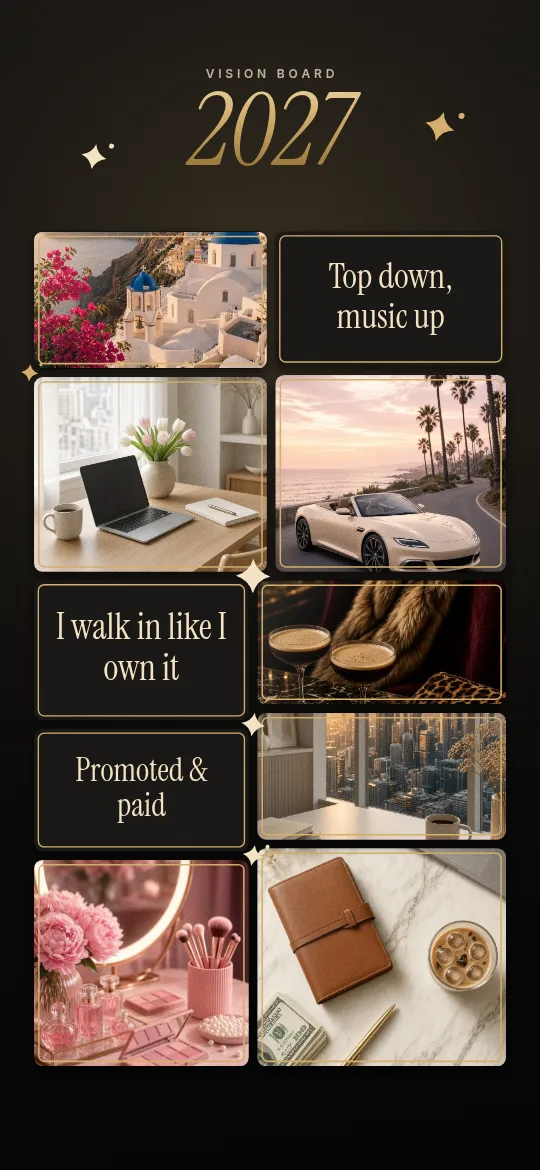 VISION BOARD
2027
Top down,
music up
I walk in like I
own it
Promoted &
paid